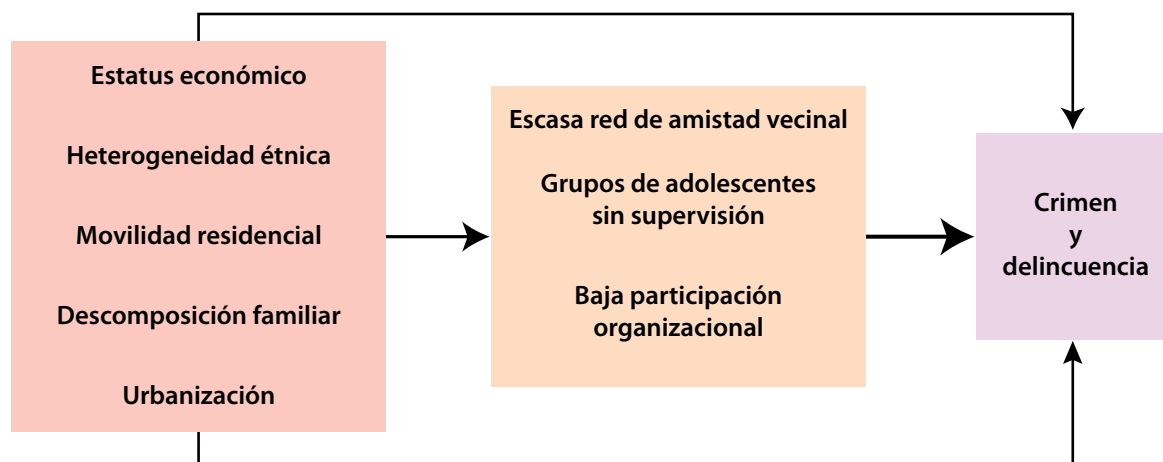 Estatus económico
Heterogeneidad étnica
Movilidad residencial
Descomposición familiar
Urbanización
Escasa red de amistad vecinal
Grupos de adolescentes
sin supervisión
Baja participación
organizacional
Crimen
y
delincuencia